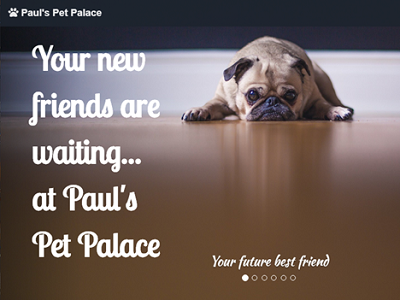 Paul's Pet Palace
Your new
friends are
waiting...
at Paul's
Pet Palace
Your future best friend